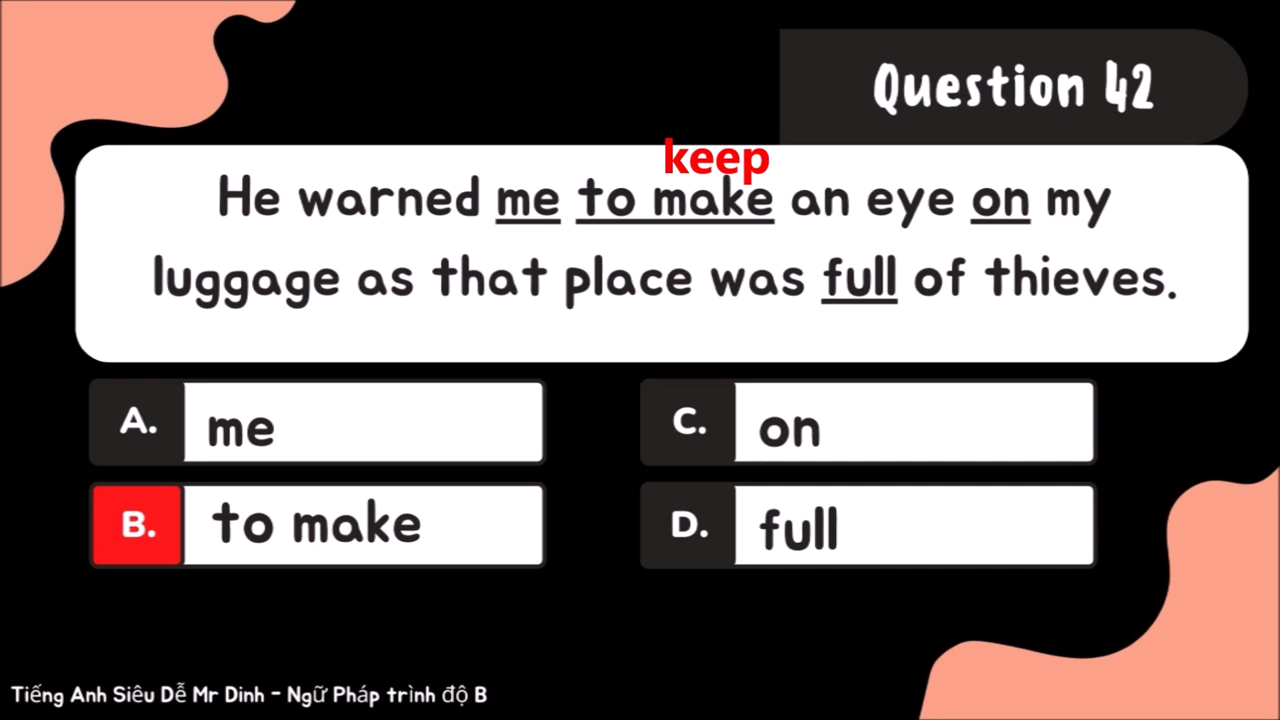 Question 42
keep
He warned me to make an eye on my
luggage as that place was full of thieves.
A. me
C. on
B. to make
D. full
Tiếng Anh Siêu Dễ Mr Dinh - Ngữ Pháp trình độ B